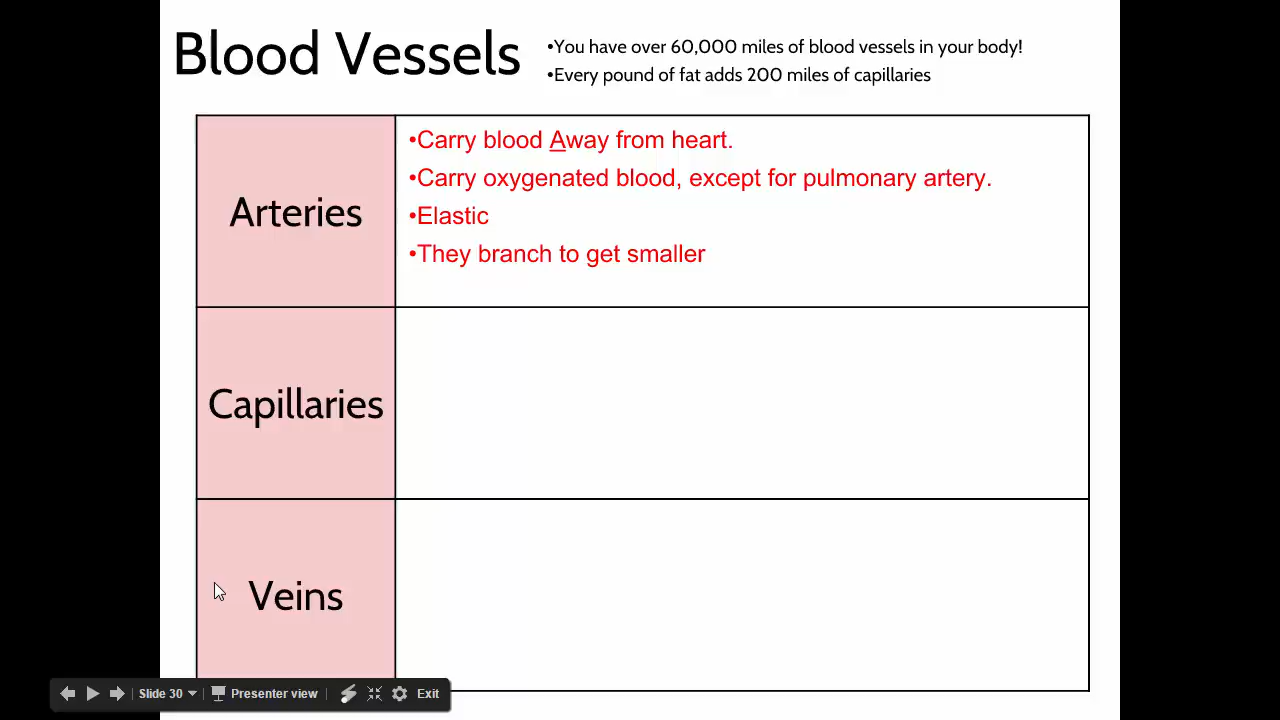 Blood Vessels
•You have over 60,000 miles of blood vessels in your body!
•Every pound of fat adds 200 miles of capillaries
Arteries
•Carry blood Away from heart.
•Carry oxygenated blood, except for pulmonary artery.
•Elastic
•They branch to get smaller
Capillaries
Veins
Slide 30
Presenter view
Exit